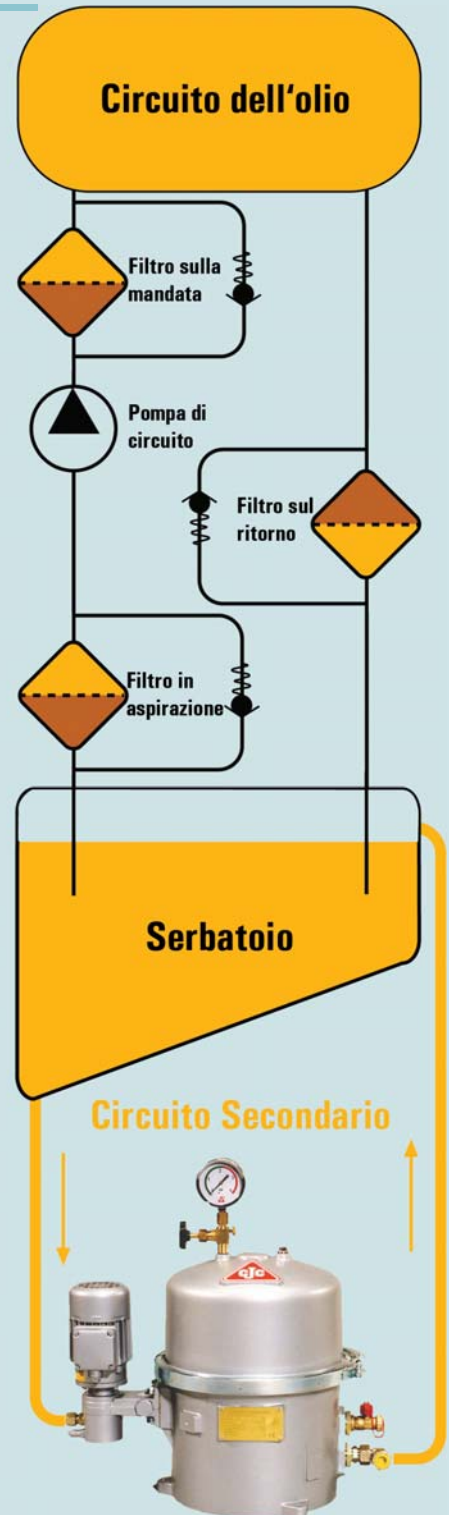 Circuito dell‘olio
Filtro sulla
mandata
Pompa di
circuito
Filtro sul
ritorno
Filtro in
aspirazione
Serbatoio
Circuito Secondario
CJC